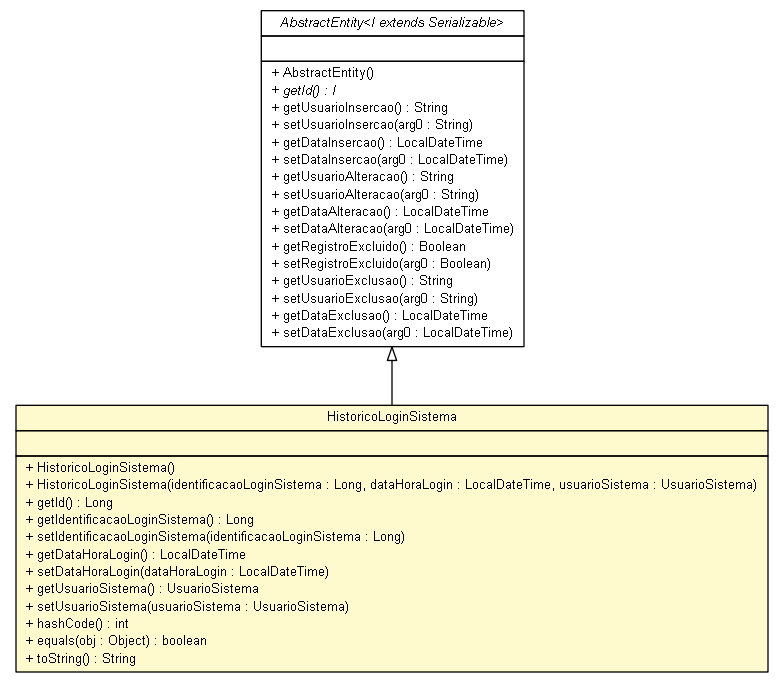 AbstractEntity<I extends Serializable>
+ AbstractEntity()
+ getId() : I
+ getUsuarioInsercao() : String
+ setUsuarioInsercao(arg0 : String)
+ getDataInsercao() : LocalDateTime
+ setDataInsercao(arg0 : LocalDateTime)
+ getUsuarioAlteracao() : String
+ setUsuarioAlteracao(arg0 : String)
+ getDataAlteracao() : LocalDateTime
+ setDataAlteracao(arg0 : LocalDateTime)
+ getRegistroExcluido() : Boolean
+ setRegistroExcluido(arg0 : Boolean)
+ getUsuarioExclusao() : String
+ setUsuarioExclusao(arg0 : String)
+ getDataExclusao() : LocalDateTime
+ setDataExclusao(arg0 : LocalDateTime)
HistoricoLoginSistema
+ HistoricoLoginSistema()
+ HistoricoLoginSistema(identificacaoLoginSistema : Long, dataHoraLogin : LocalDateTime, usuarioSistema : UsuarioSistema)
+ getId() : Long
+ getIdentificacaoLoginSistema() : Long
+ setIdentificacaoLoginSistema(identificacaoLoginSistema : Long)
+ getDataHoraLogin() : LocalDateTime
+ setDataHoraLogin(dataHoraLogin : LocalDateTime)
+ getUsuarioSistema() : UsuarioSistema
+ setUsuarioSistema(usuarioSistema : UsuarioSistema)
+ hashCode() : int
+ equals(obj : Object) : boolean
+ toString() : String